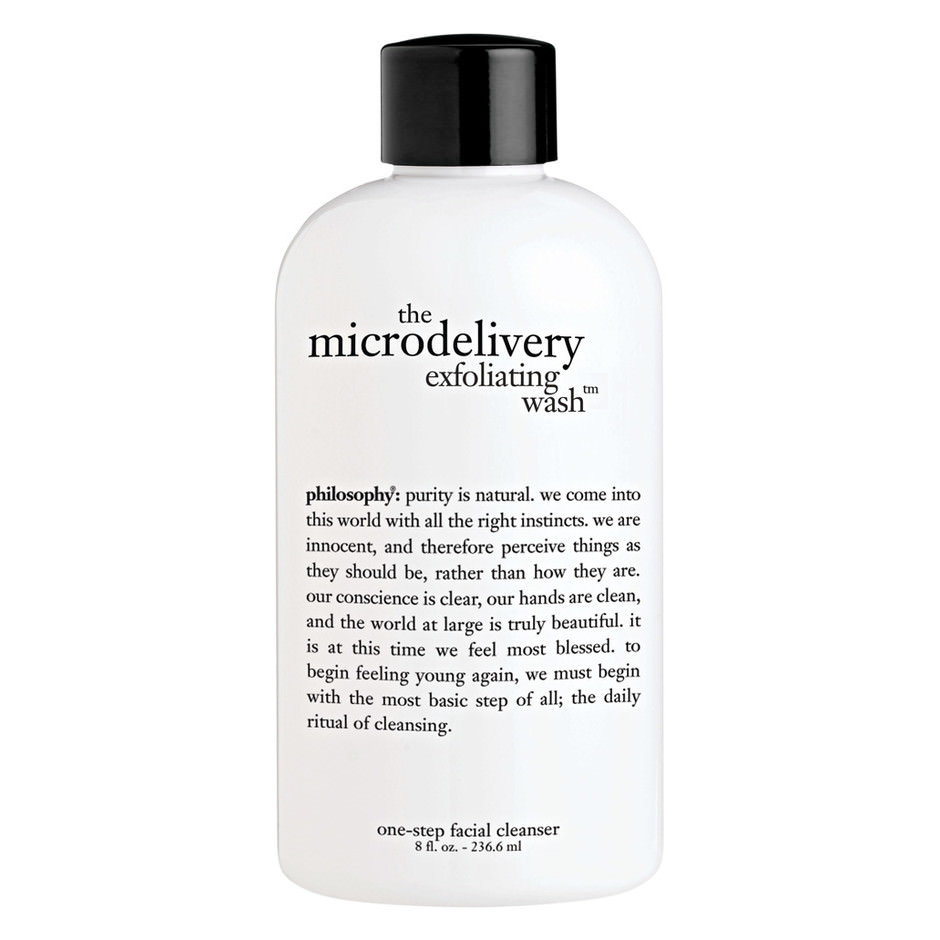 the
microdelivery
exfoliating
wash™
philosophy®: purity is natural. we come into
this world with all the right instincts. we are
innocent, and therefore perceive things as
they should be, rather than how they are.
our conscience is clear, our hands are clean,
and the world at large is truly beautiful. it
is at this time we feel most blessed. to
begin feeling young again, we must begin
with the most basic step of all; the daily
ritual of cleansing.
one-step facial cleanser
8 fl. oz. - 236.6 ml